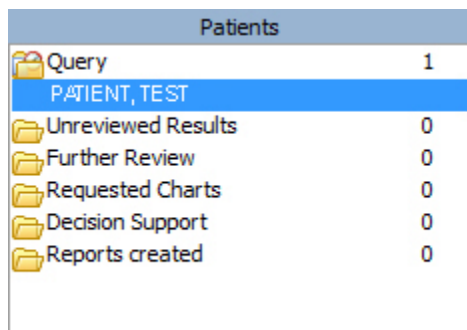 Patients
Query 1
PATIENT, TEST
Unreviewed Results 0
Further Review 0
Requested Charts 0
Decision Support 0
Reports created 0